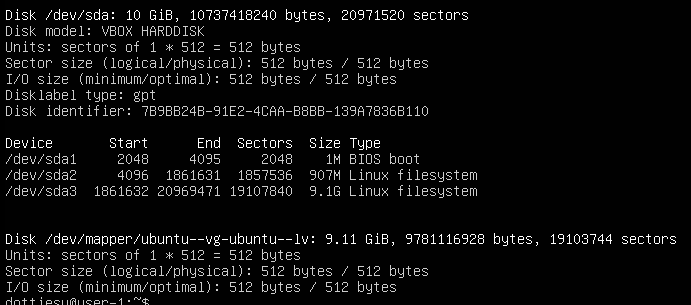 Disk /dev/sda: 10 GiB, 10737418240 bytes, 20971520 sectors
Disk model: VBOX HARDDISK
Units: sectors of 1 * 512 = 512 bytes
Sector size (logical/physical): 512 bytes / 512 bytes
I/O size (minimum/optimal): 512 bytes / 512 bytes
Disklabel type: gpt
Disk identifier: 7B9BB24B-91E2-4CAA-B8BB-139A7836B110
Device Start End Sectors Size Type
/dev/sda1 2048 4095 2048 1M BIOS boot
/dev/sda2 4096 1861631 1857536 907M Linux filesystem
/dev/sda3 1861632 20969471 19107840 9.1G Linux filesystem
Disk /dev/mapper/ubuntu--vg-ubuntu--lv: 9.11 GiB, 9781116928 bytes, 19103744 sectors
Units: sectors of 1 * 512 = 512 bytes
Sector size (logical/physical): 512 bytes / 512 bytes
I/O size (minimum/optimal): 512 bytes / 512 bytes
dottiesu@user-1:~$